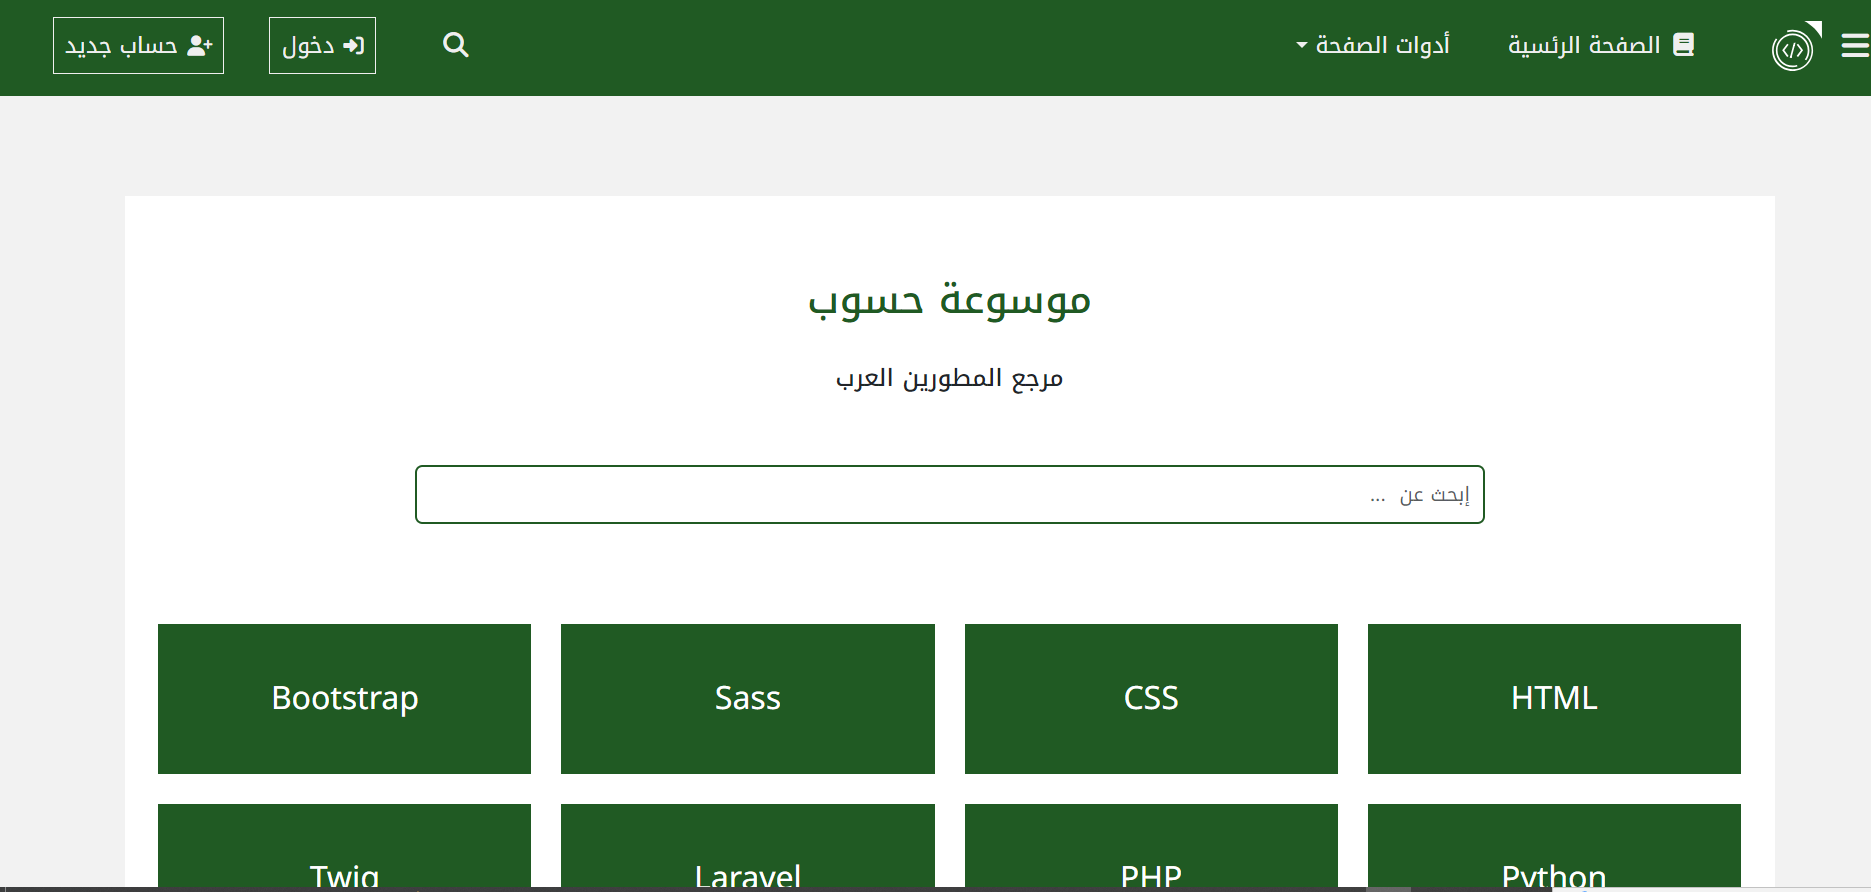 الصفحة الرئسية
أدوات الصفحة
دخول
حساب جديد
موسوعة حسوب
مرجع المطورين العرب
إبحث عن ...
HTML
CSS
Sass
Bootstrap
Python
PHP
Laravel
Twig